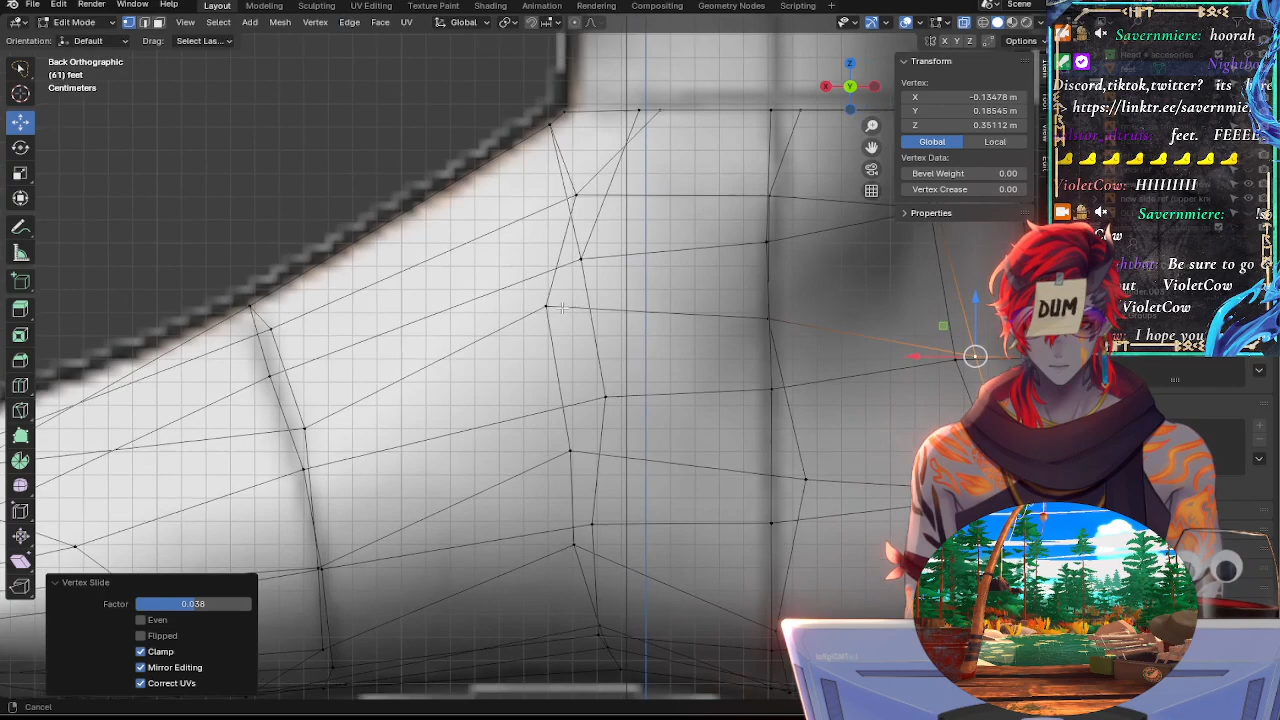 File Edit Render Window Help Layout Modeling Sculpting UV Editing Texture Paint Shading Animation Rendering Compositing Geometry Nodes Scripting Scene
Edit Mode View Select Add Mesh Vertex Edge Face UV Global
Orientation: Default Drag: Select Las... X Y Z Options
Back Orthographic
(61) feet
Centimeters
Z
X
Y
Transform
Vertex:
X -0.13478 m
Y 0.18545 m
Z 0.35112 m
Global Local
Vertex Data:
Bevel Weight 0.00
Vertex Crease 0.00
Properties
Vertex Slide
Factor 0.038
Even
Flipped
Clamp
Mirror Editing
Correct UVs
Cancel
Savernmiere: hoorah
Discord,tiktok,twitter? its here
https://linktr.ee/savernmie
feet.
VioletCow: HIIIIIII
Savernmiere:
Cow
Be sure to go
out VioletCow
VioletCow
I hope you
DUM